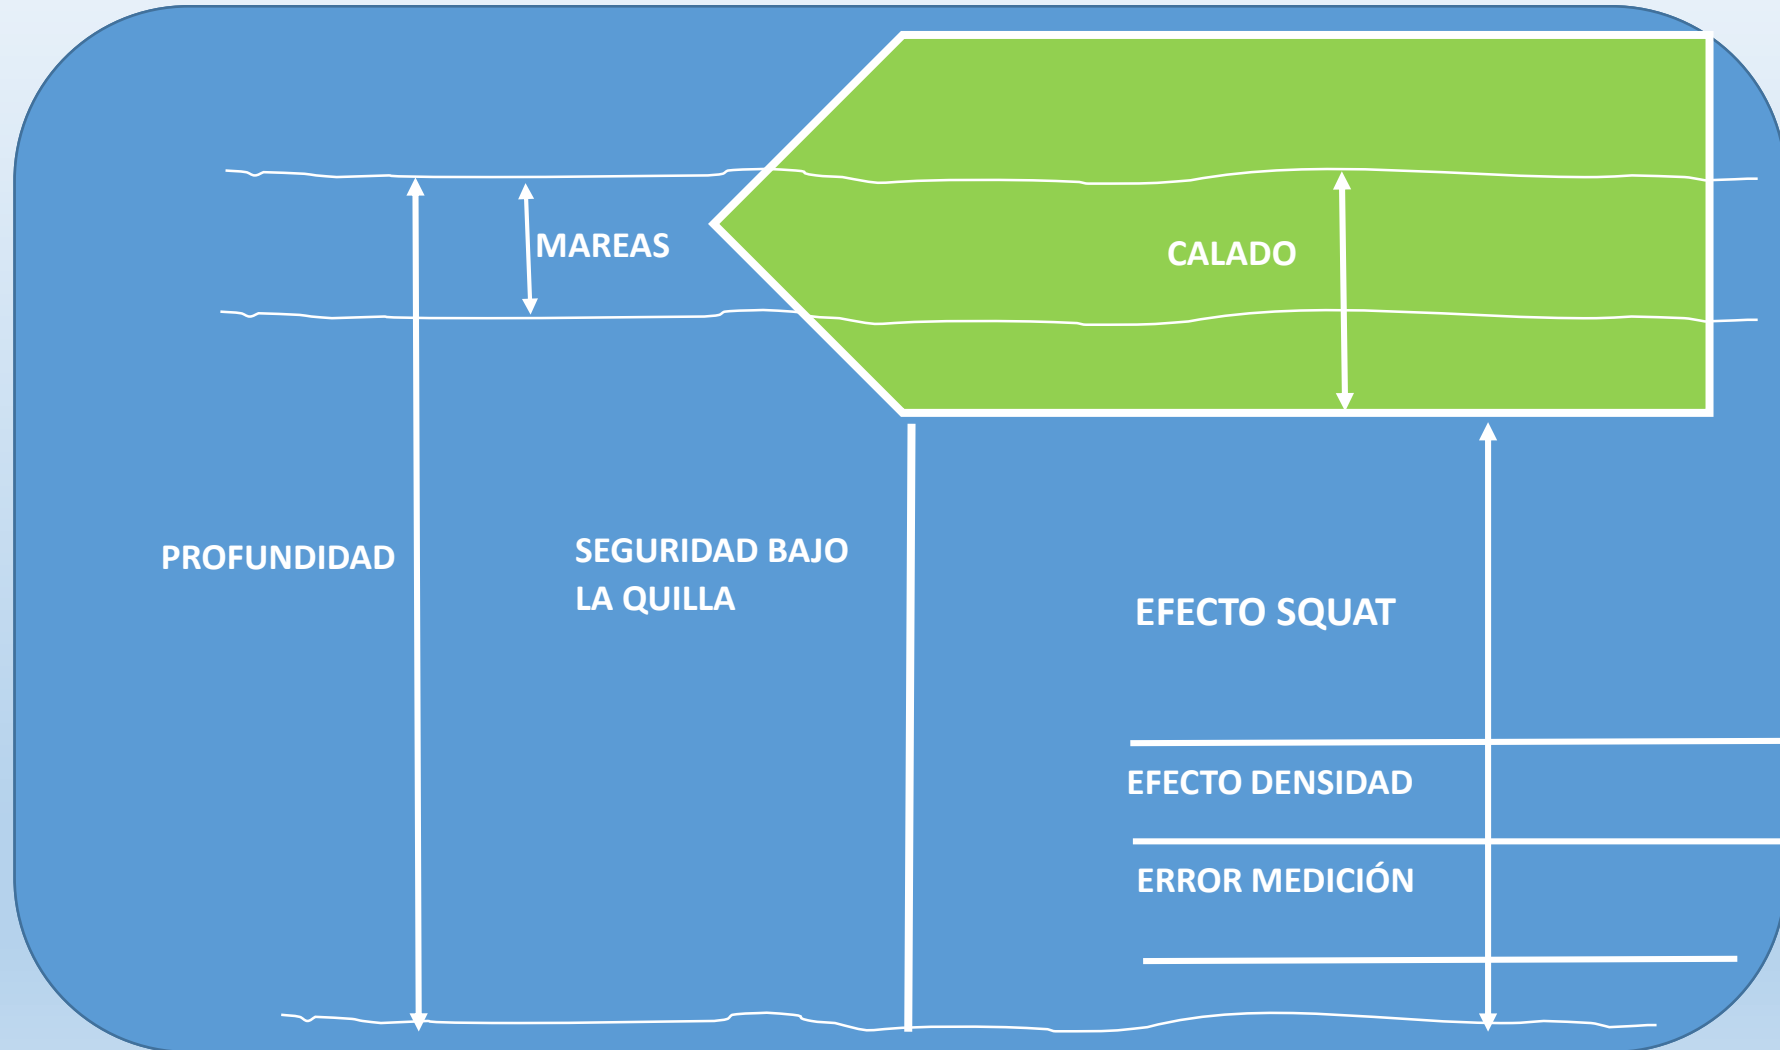 MAREAS
CALADO
PROFUNDIDAD
SEGURIDAD BAJO
LA QUILLA
EFECTO SQUAT
EFECTO DENSIDAD
ERROR MEDICIÓN